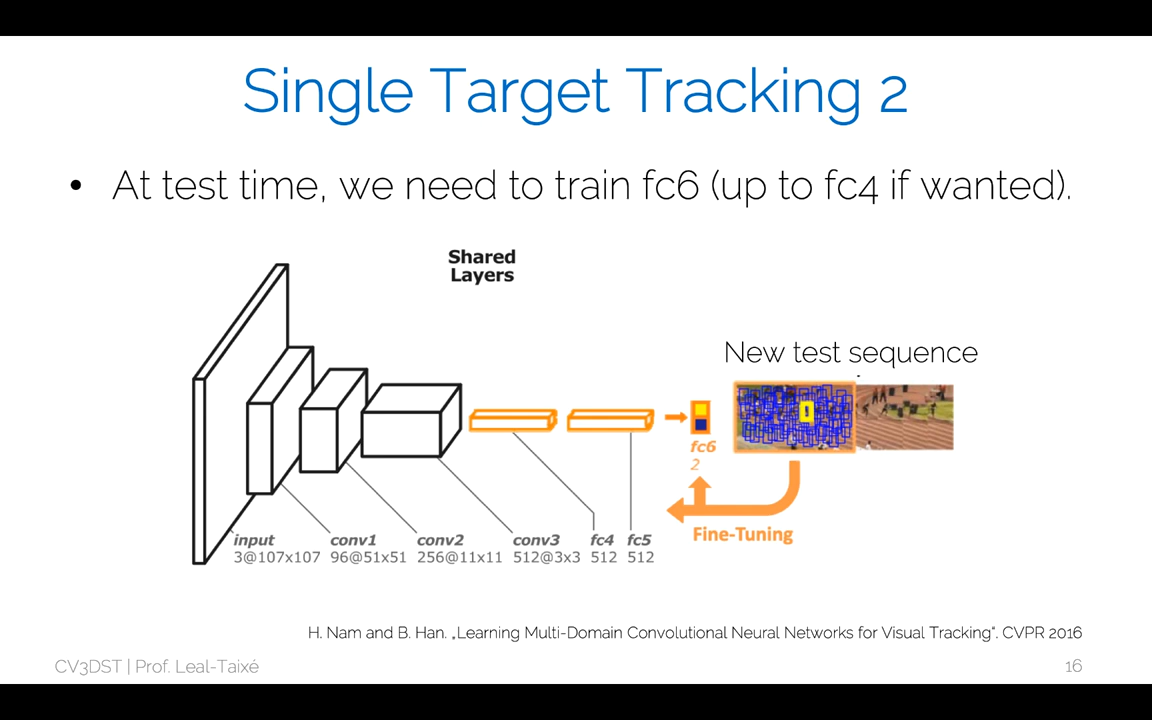 Single Target Tracking 2
• At test time, we need to train fc6 (up to fc4 if wanted).
Shared
Layers
New test sequence
fc6
2
Fine-Tuning
input conv1 conv2 conv3 fc4 fc5
3@107x107 96@51x51 256@11x11 512@3x3 512 512
H. Nam and B. Han. „Learning Multi-Domain Convolutional Neural Networks for Visual Tracking“. CVPR 2016
CV3DST | Prof. Leal-Taixé 16